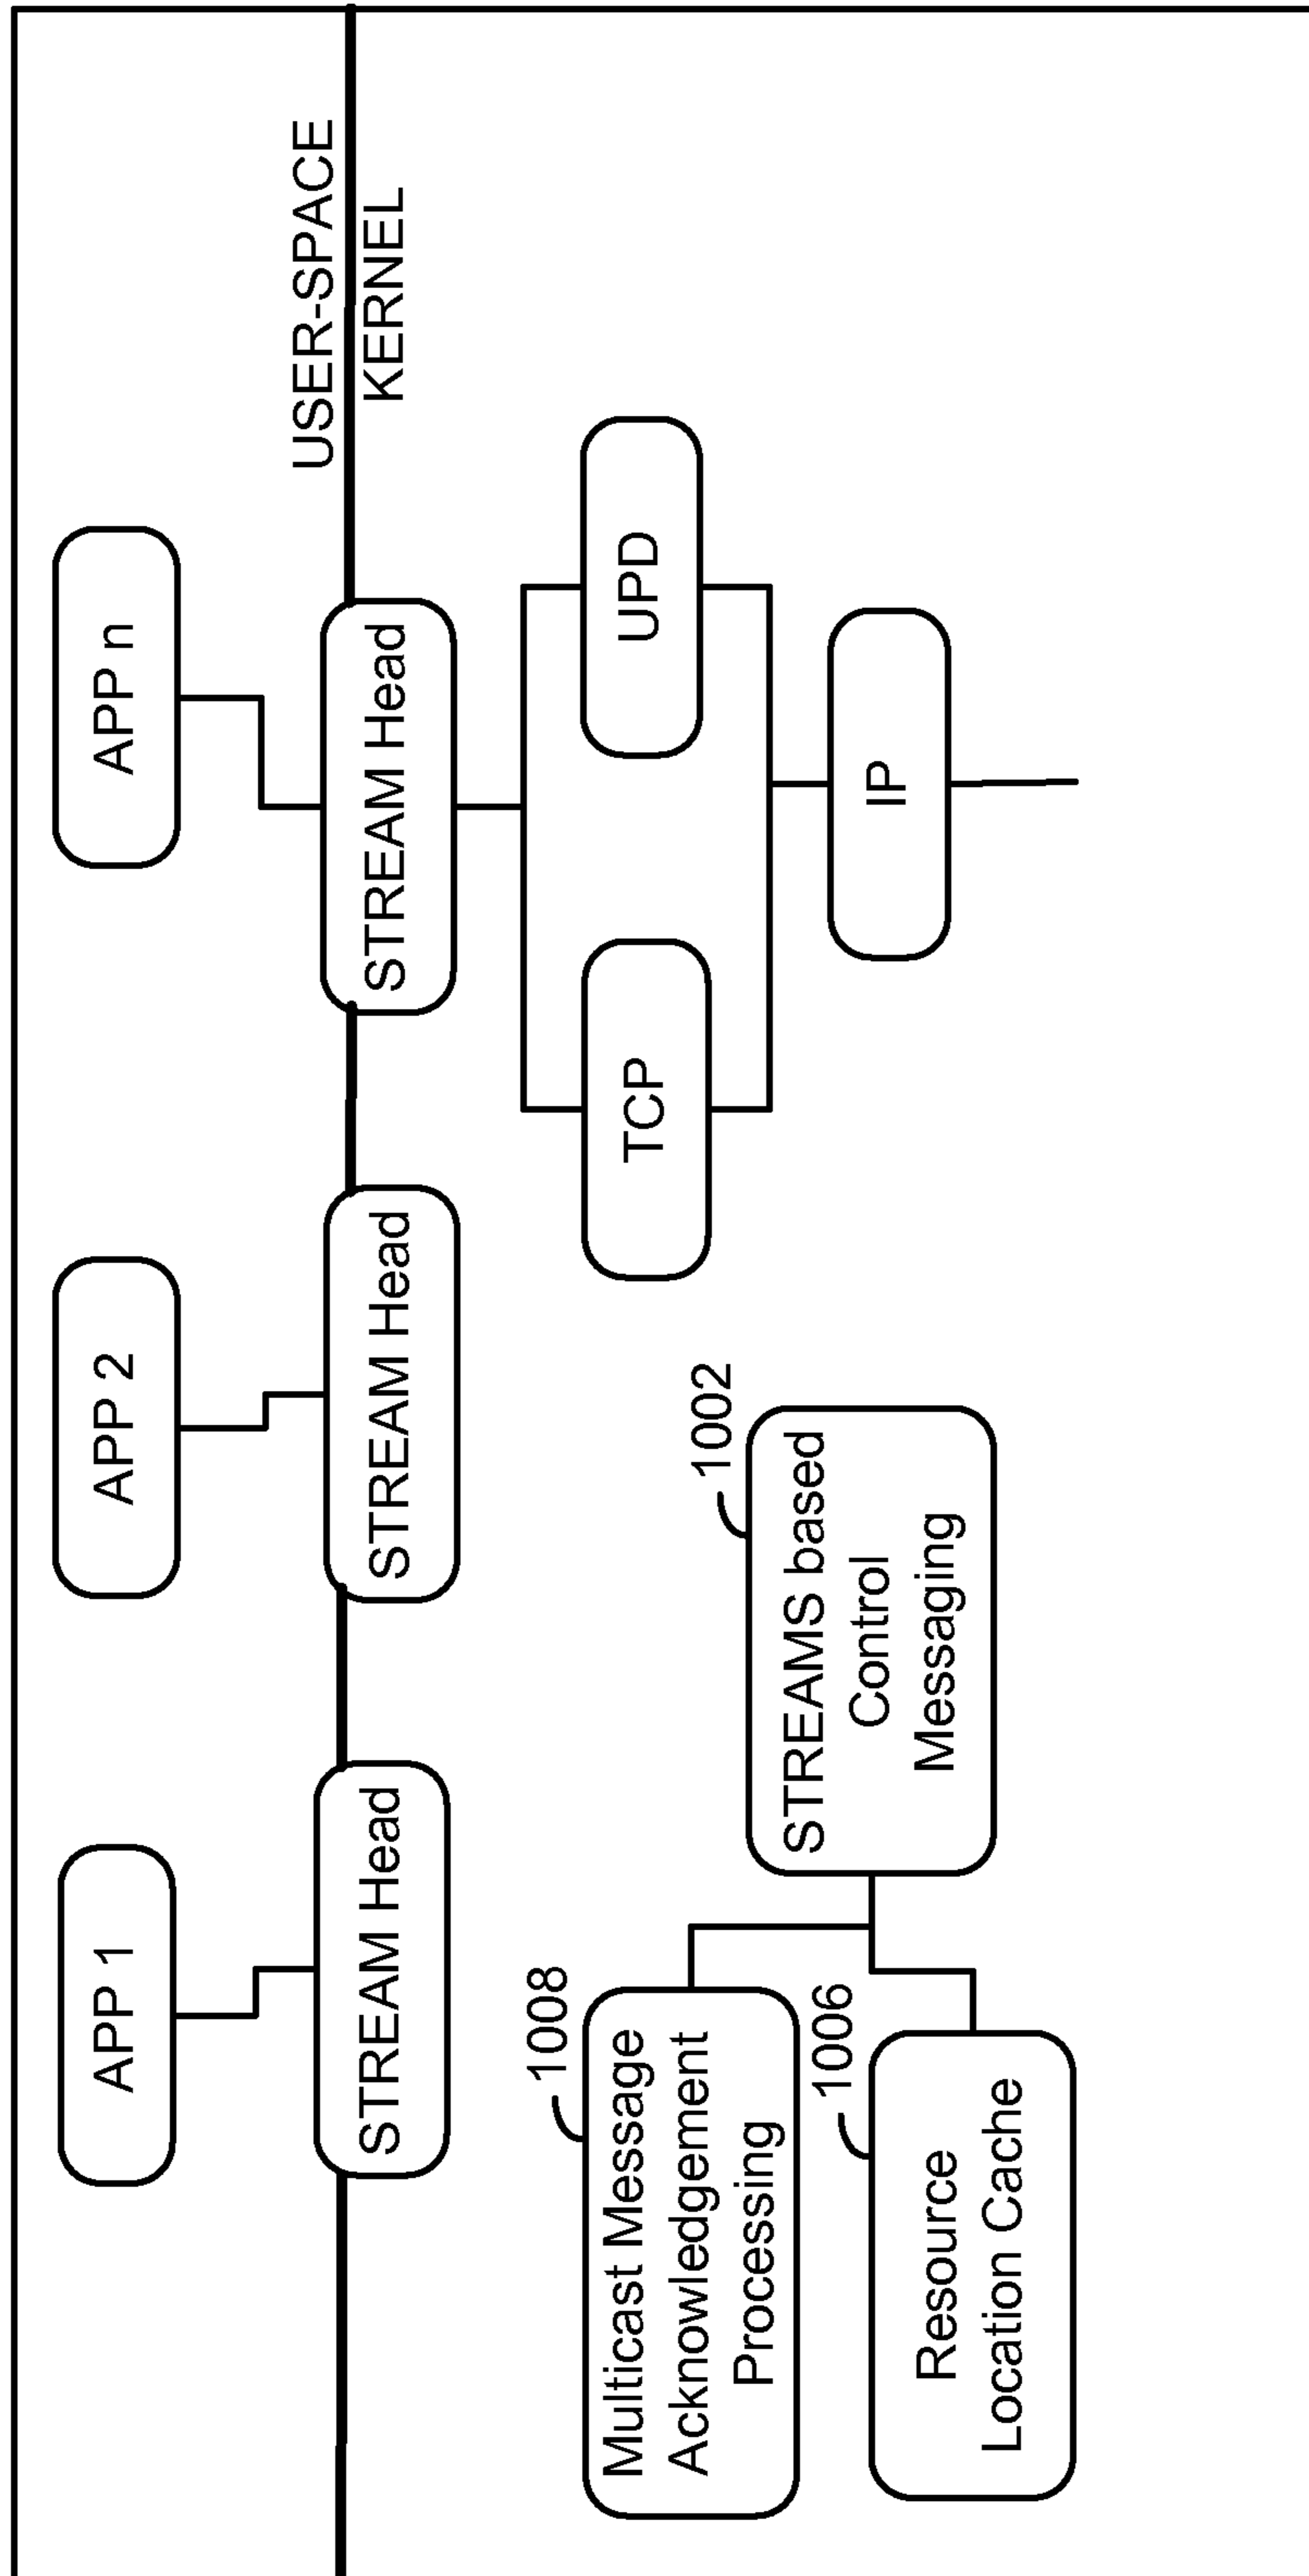 APP 1
APP 2
APP n
USER-SPACE
KERNEL
STREAM Head
STREAM Head
STREAM Head
1008
Multicast Message
Acknowledgement
Processing
1006
Resource
Location Cache
1002
STREAMS based
Control
Messaging
TCP
UPD
IP